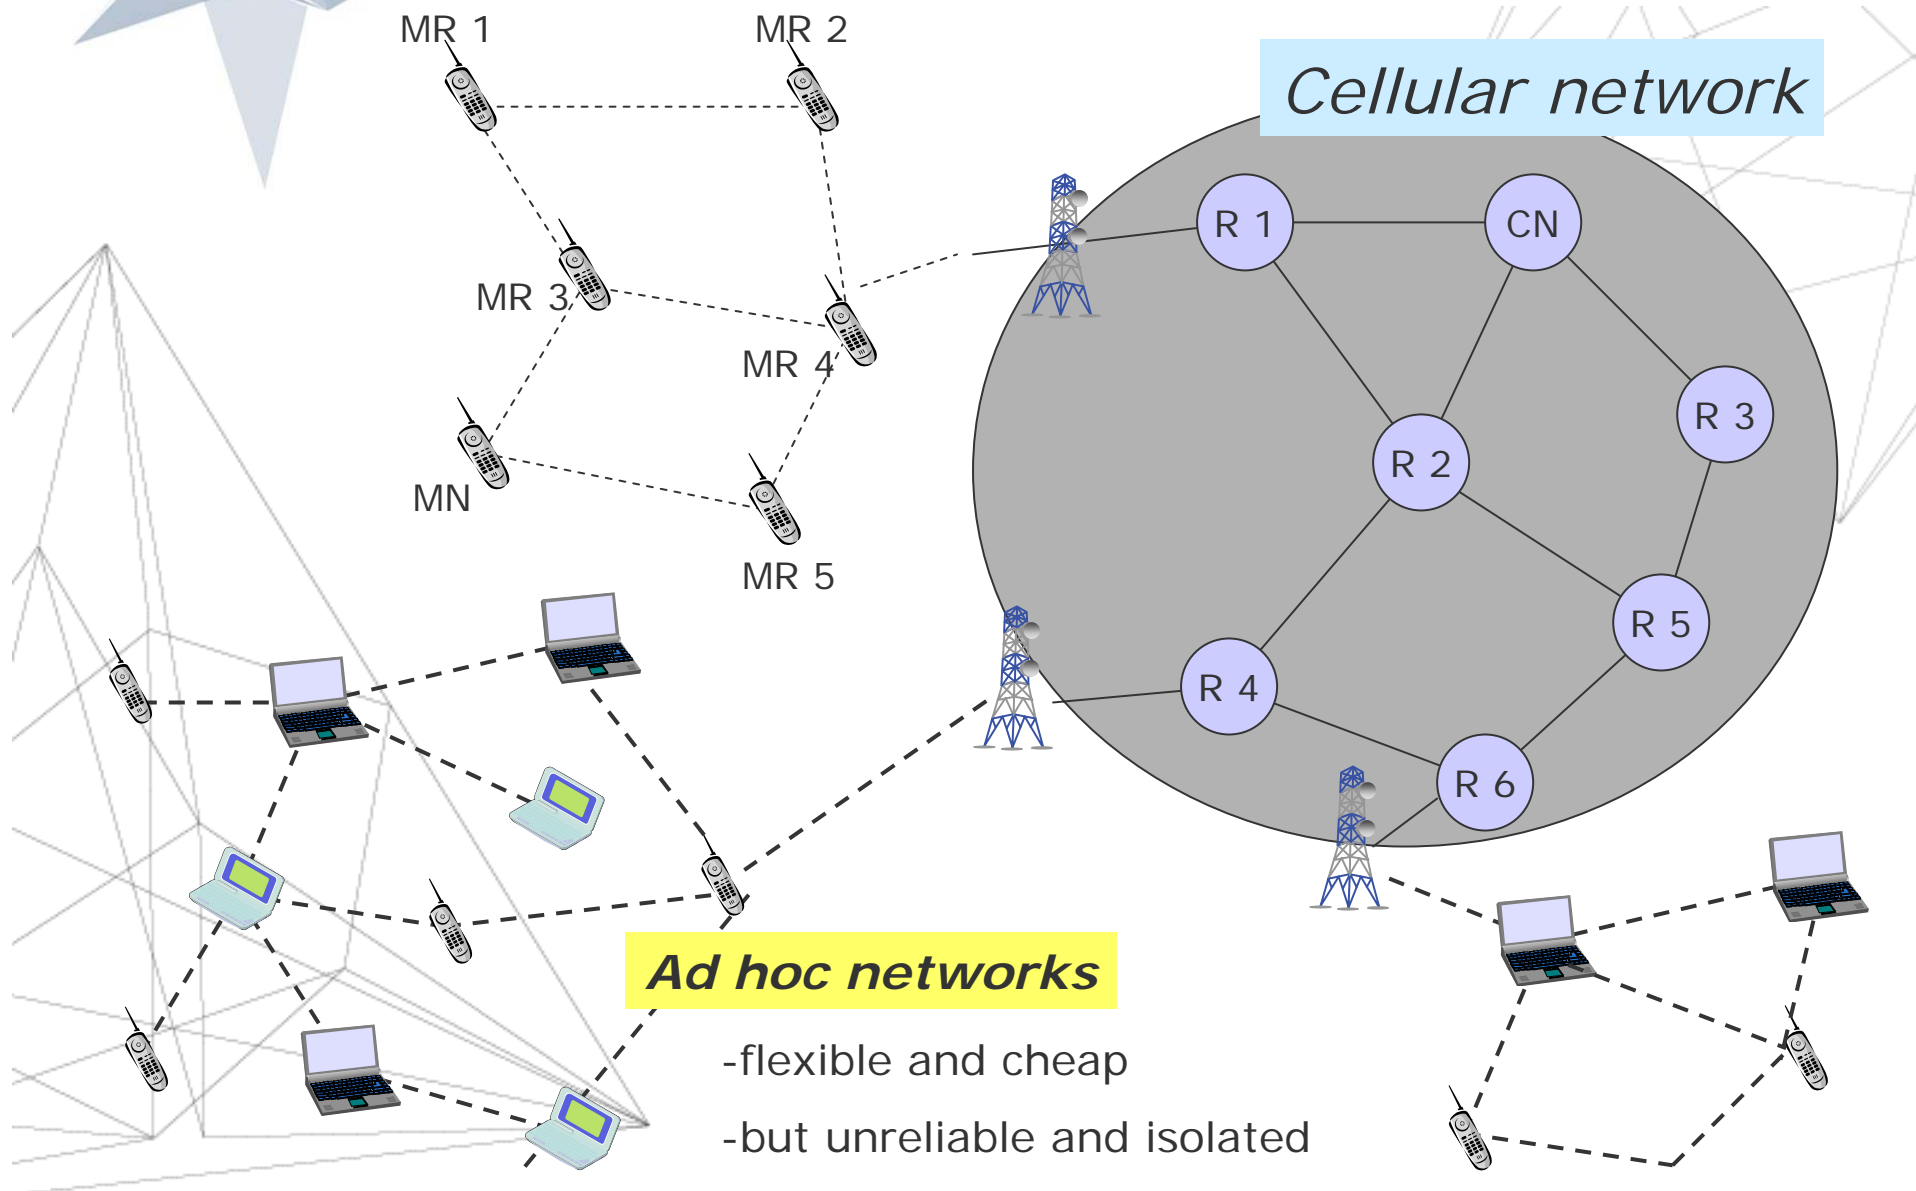 MR 1
MR 2
Cellular network
R 1
CN
MR 3
MR 4
R 3
R 2
MN
MR 5
R 5
R 4
R 6
Ad hoc networks
-flexible and cheap
-but unreliable and isolated